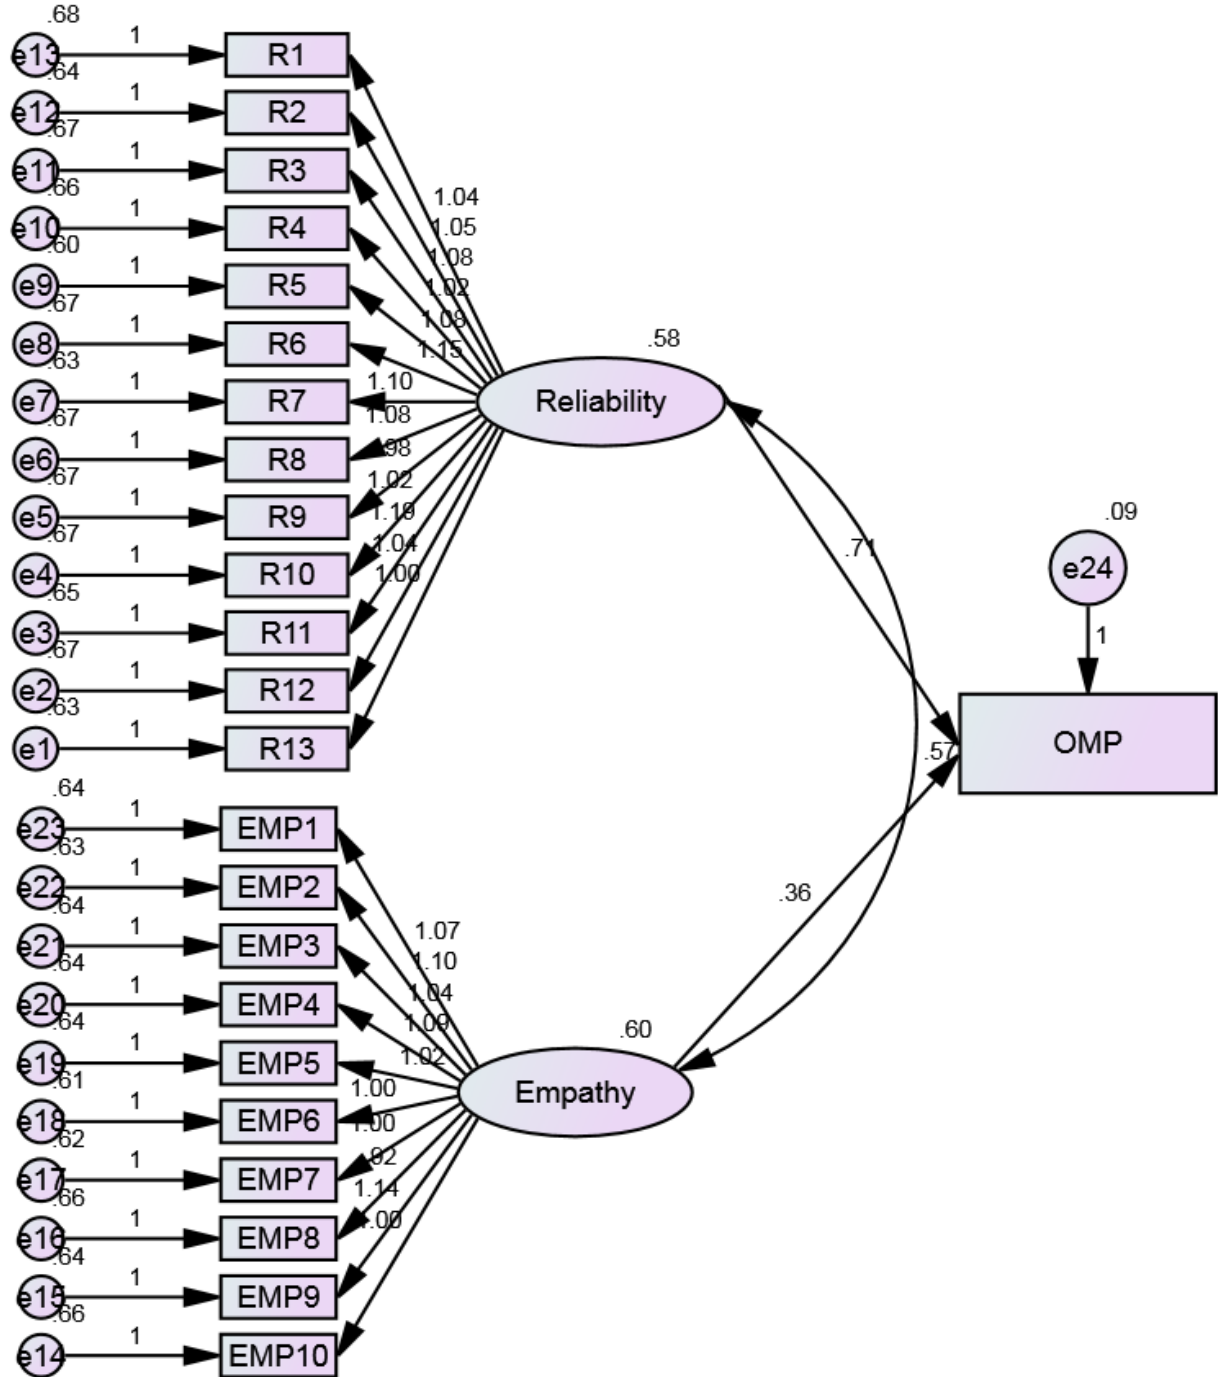 .68
e13 1 R1
.64
e12 1 R2
.67
e11 1 R3
.66
e10 1 R4
.60
e9 1 R5
.67
e8 1 R6
.63
e7 1 R7
.67
e6 1 R8
.67
e5 1 R9
.67
e4 1 R10
.65
e3 1 R11
.67
e2 1 R12
.63
e1 1 R13
1.04
1.05
1.08
1.02
1.08
1.15
1.10
1.08
.98
1.02
1.19
1.04
1.00
.58
Reliability
.71
.09
e24
1
OMP
.57
.64
e23 1 EMP1
.63
e22 1 EMP2
.64
e21 1 EMP3
.64
e20 1 EMP4
.64
e19 1 EMP5
.61
e18 1 EMP6
.62
e17 1 EMP7
.66
e16 1 EMP8
.64
e15 1 EMP9
.66
e14 1 EMP10
1.07
1.10
1.04
1.09
1.02
1.00
1.00
.92
1.14
1.00
.36
.60
Empathy